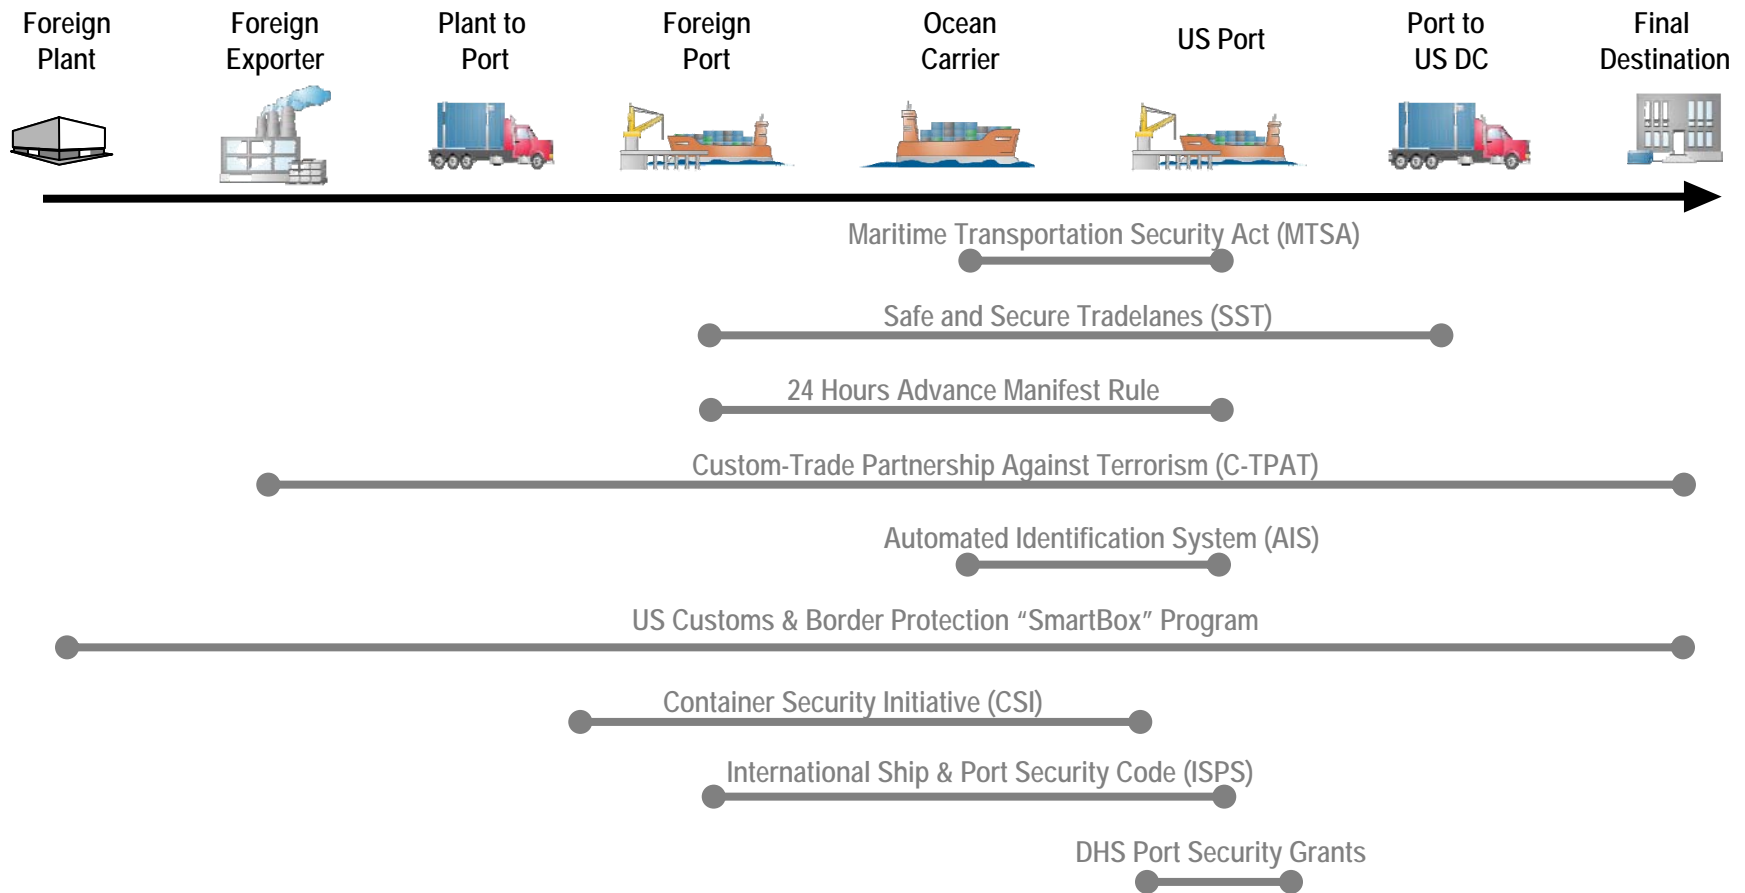 Foreign
Plant
Foreign
Exporter
Plant to
Port
Foreign
Port
Ocean
Carrier
US Port
Port to
US DC
Final
Destination
Maritime Transportation Security Act (MTSA)
Safe and Secure Tradelanes (SST)
24 Hours Advance Manifest Rule
Custom-Trade Partnership Against Terrorism (C-TPAT)
Automated Identification System (AIS)
US Customs & Border Protection “SmartBox” Program
Container Security Initiative (CSI)
International Ship & Port Security Code (ISPS)
DHS Port Security Grants